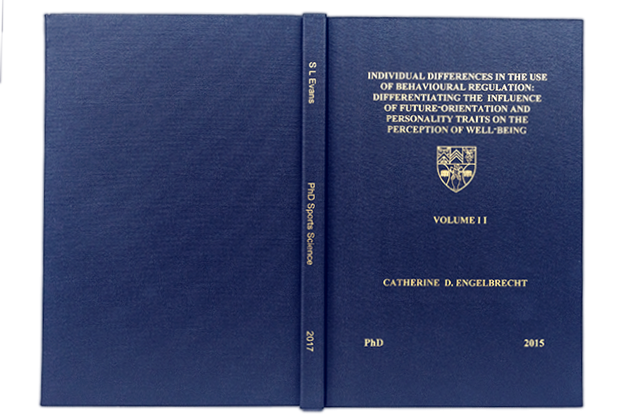 S L Evans
PhD Sports Science
2017
INDIVIDUAL DIFFERENCES IN THE USE
OF BEHAVIOURAL REGULATION:
DIFFERENTIATING THE INFLUENCE
OF FUTURE-ORIENTATION AND
PERSONALITY TRAITS ON THE
PERCEPTION OF WELL-BEING
VOLUME I I
CATHERINE D. ENGELBRECHT
PhD 2015